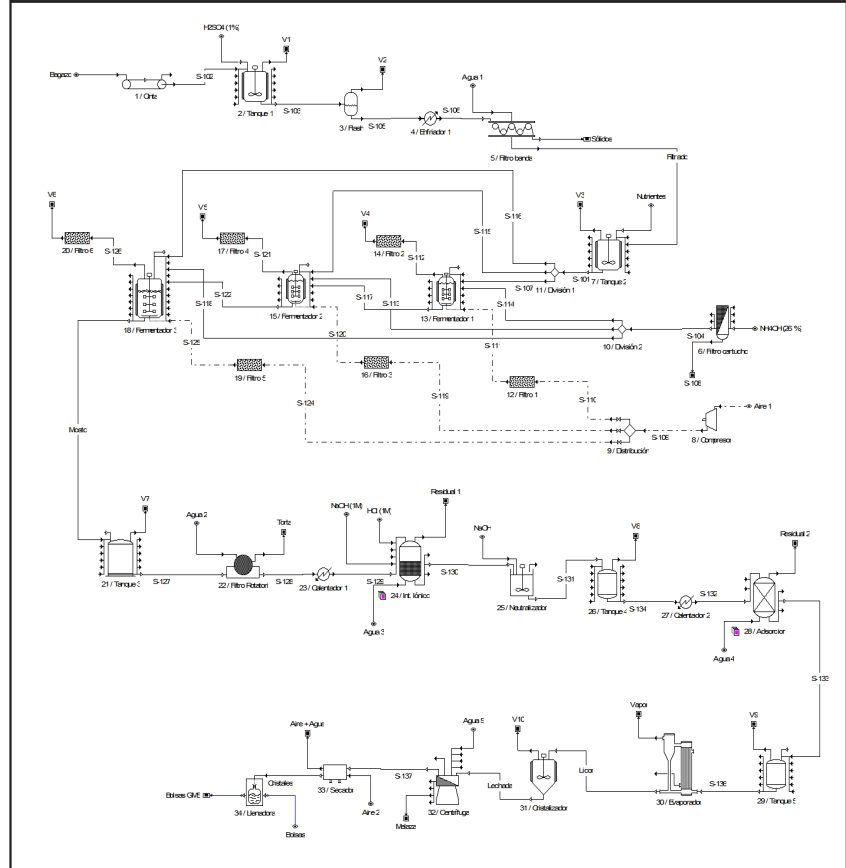 H2SO4 (1%)
V1
V2
Bagazo
S-102
1 / Cinta
2 / Tanque 1
S-103
3 / Flash
S-105
S-106
4 / Enfriador 1
Agua 1
5 / Filtro banda
Sólidos
Filtrado
V6
V5
V4
V3
Nutrientes
20 / Filtro 6
S-126
17 / Filtro 4
S-121
14 / Filtro 2
S-112
S-116
S-115
S-101
7 / Tanque 2
11 / División 1
S-107
S-122
S-118
S-117
S-113
S-114
18 / Fermentador 3
15 / Fermentador 2
13 / Fermentador 1
S-125
S-120
S-111
10 / División 2
S-104
NH4OH (26 %)
6 / Filtro cartucho
S-108
19 / Filtro 5
16 / Filtro 3
12 / Filtro 1
S-124
S-119
S-110
Aire 1
9 / Distribución
S-109
8 / Compresor
Mosto
V7
Agua 2
Torta
NaOH (1M)
HCl (1M)
Residual 1
NaOH
V8
Residual 2
21 / Tanque 3
S-127
22 / Filtro Rotatori
S-128
23 / Calentador 1
S-129
24 / Int. Iónico
S-130
25 / Neutralizador
S-131
26 / Tanque 4
S-134
S-132
27 / Calentador 2
28 / Adsorcion
Agua 3
Agua 4
S-133
Aire + Agua
V10
Agua 5
Vapor
V9
S-137
Lechada
Licor
S-136
Cristales
33 / Secador
34 / Llenadora
Bolsas GMS
Bolsas
Aire 2
Melaza
32 / Centrífuga
31 / Cristalizador
30 / Evaporador
29 / Tanque 5